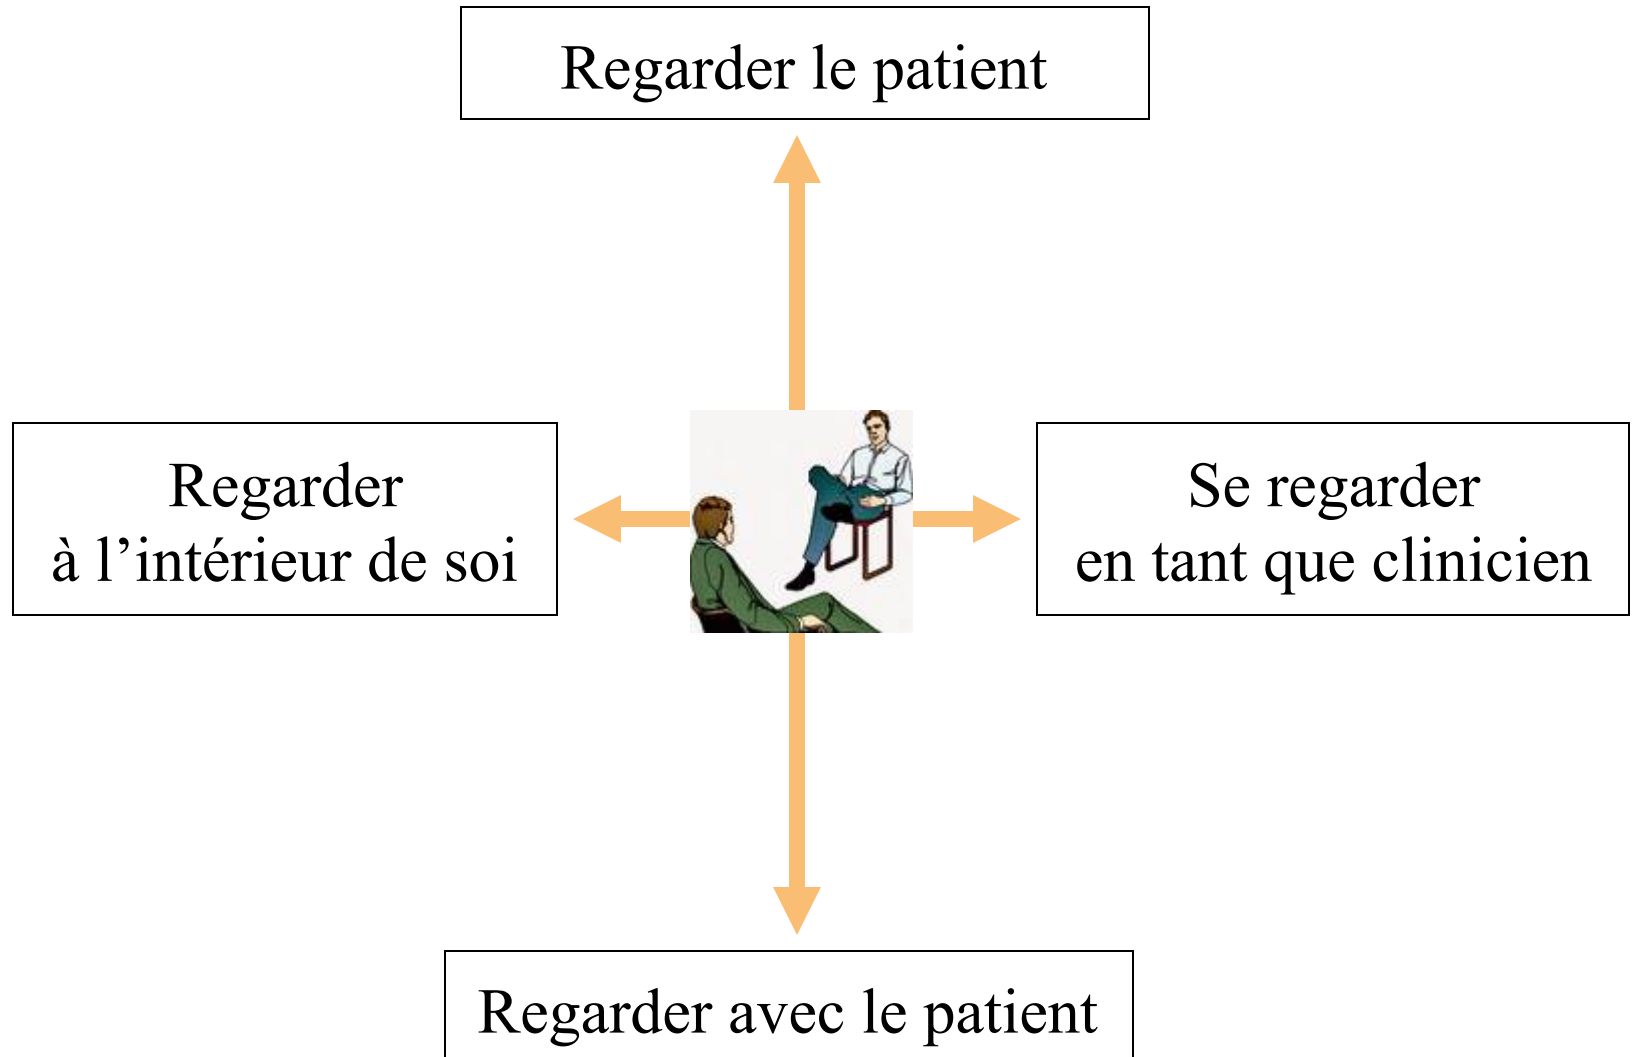 Regarder le patient
Regarder
à l’intérieur de soi
Se regarder
en tant que clinicien
Regarder avec le patient